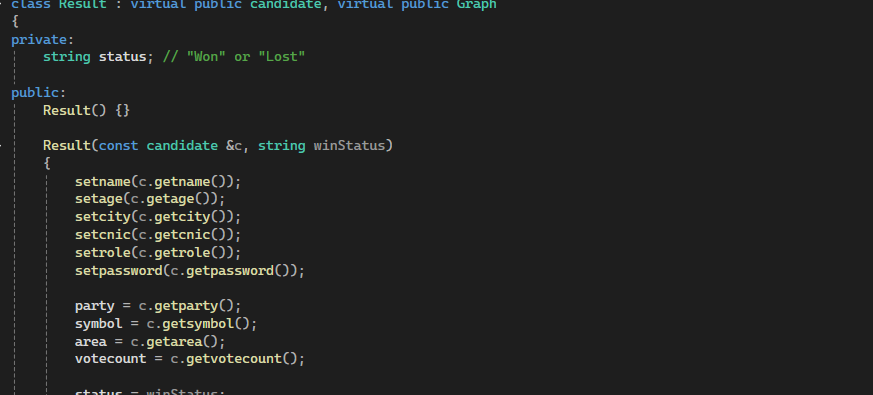 class Result : virtual public candidate, virtual public Graph
{
private:
string status; // "Won" or "Lost"
public:
Result() {}
Result(const candidate &c, string winStatus)
{
setname(c.getname());
setage(c.getage());
setcity(c.getcity());
setcnic(c.getcnic());
setrole(c.getrole());
setpassword(c.getpassword());
party = c.getparty();
symbol = c.getsymbol();
area = c.getarea();
votecount = c.getvotecount();
status = winStatus;